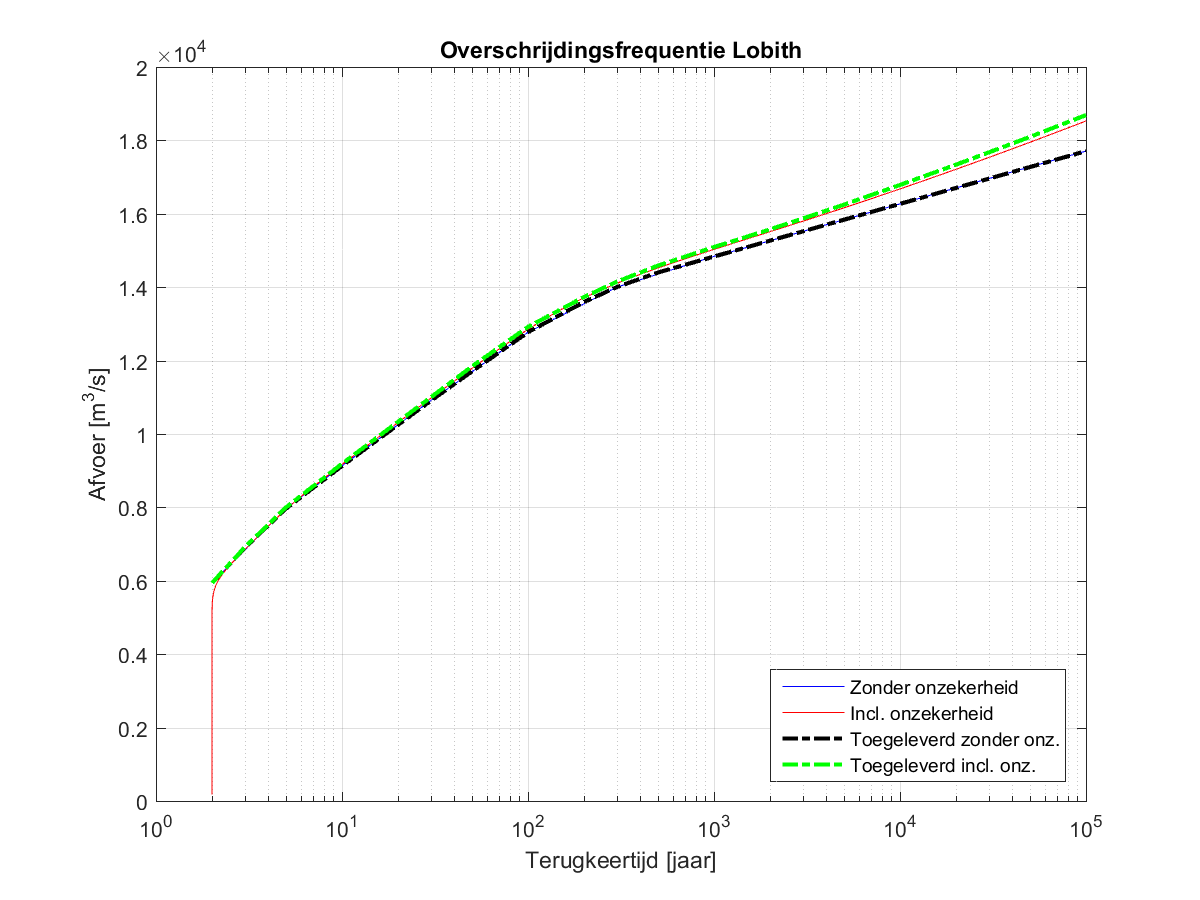 Overschrijdingsfrequentie Lobith
×10⁴
2
1.8
1.6
1.4
1.2
1
0.8
0.6
0.4
0.2
0
Afvoer [m³/s]
10⁰ 10¹ 10² 10³ 10⁴ 10⁵
Terugkeertijd [jaar]
Zonder onzekerheid
Incl. onzekerheid
Toegeleverd zonder onz.
Toegeleverd incl. onz.